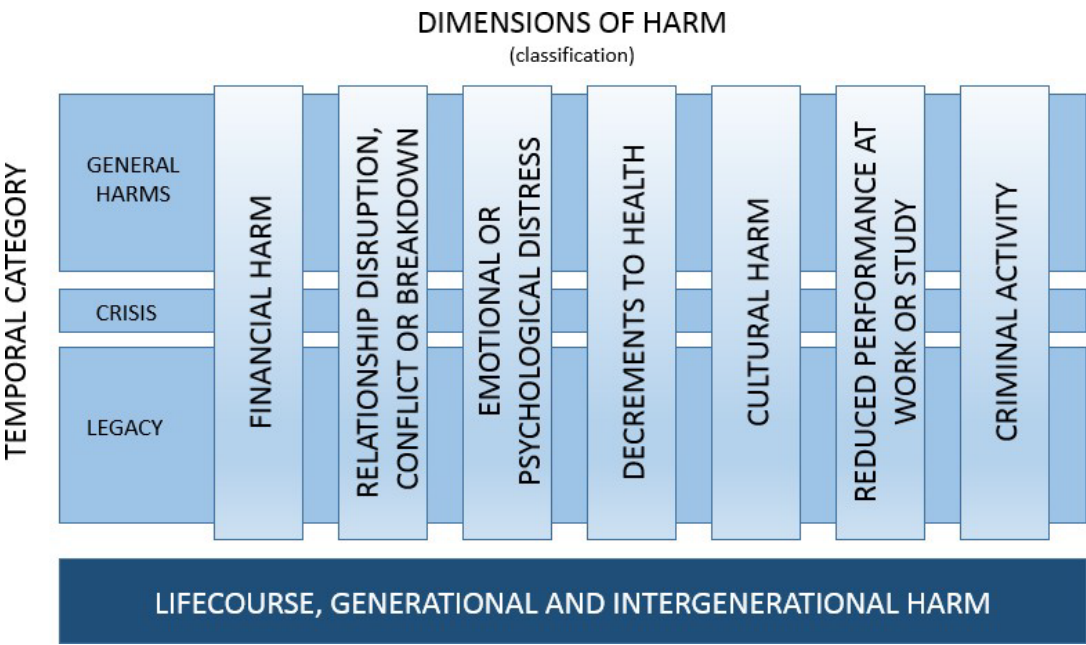 DIMENSIONS OF HARM
(classification)
TEMPORAL CATEGORY
GENERAL
HARMS
CRISIS
LEGACY
FINANCIAL HARM
RELATIONSHIP DISRUPTION,
CONFLICT OR BREAKDOWN
EMOTIONAL OR
PSYCHOLOGICAL DISTRESS
DECREMENTS TO HEALTH
CULTURAL HARM
REDUCED PERFORMANCE AT
WORK OR STUDY
CRIMINAL ACTIVITY
LIFECOURSE, GENERATIONAL AND INTERGENERATIONAL HARM